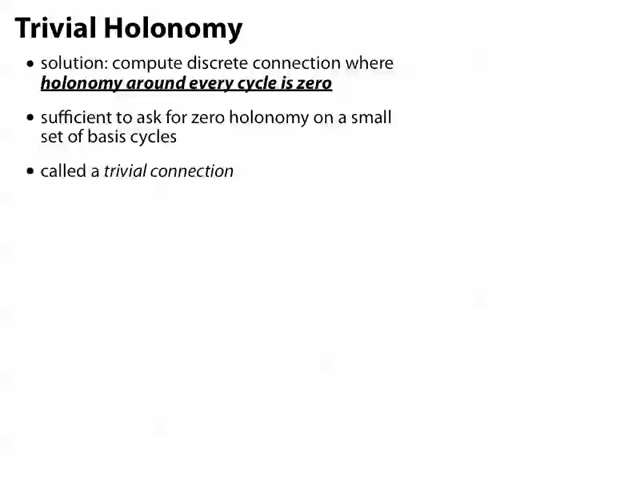 Trivial Holonomy
• solution: compute discrete connection where
holonomy around every cycle is zero
• sufficient to ask for zero holonomy on a small
set of basis cycles
• called a trivial connection